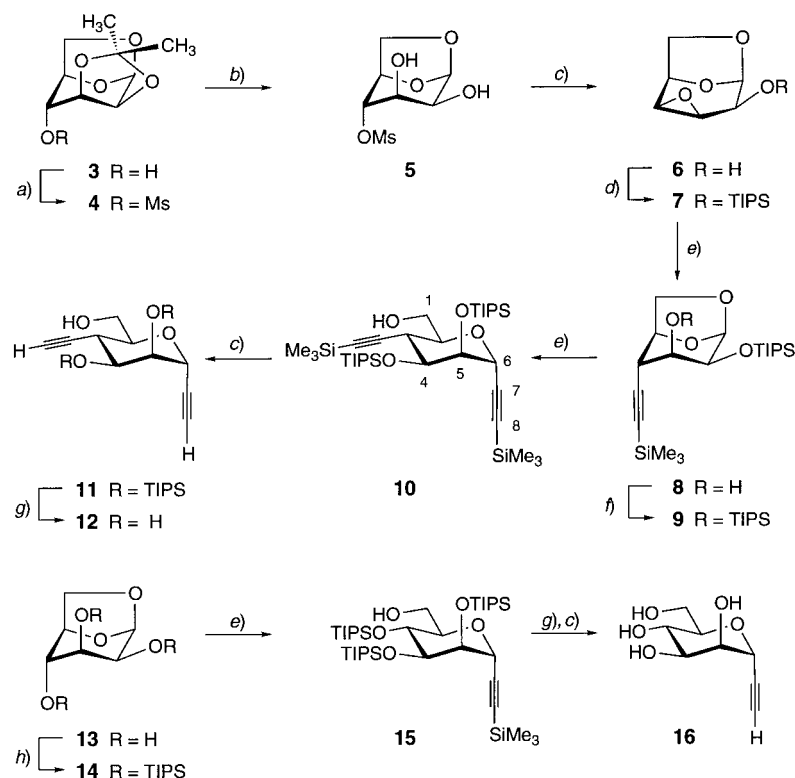 H3C
CH3
O
O
O
O
OR
3 R = H
a) 4 R = Ms
b)
O
OH
O
OH
OMs
5
c)
O
O
O
OR
6 R = H
d) 7 R = TIPS
e)
O
OR
O
OTIPS
SiMe3
8 R = H
f) 9 R = TIPS
e)
1
HO
OTIPS
O
Me3Si
TIPSO
4
5
6
7
8
SiMe3
10
c)
HO
OR
O
H
RO
H
11 R = TIPS
g) 12 R = H
O
OR
O
OR
OR
13 R = H
h) 14 R = TIPS
e)
HO
OTIPS
TIPSO
O
TIPSO
SiMe3
15
g), c)
HO
OH
HO
O
HO
H
16